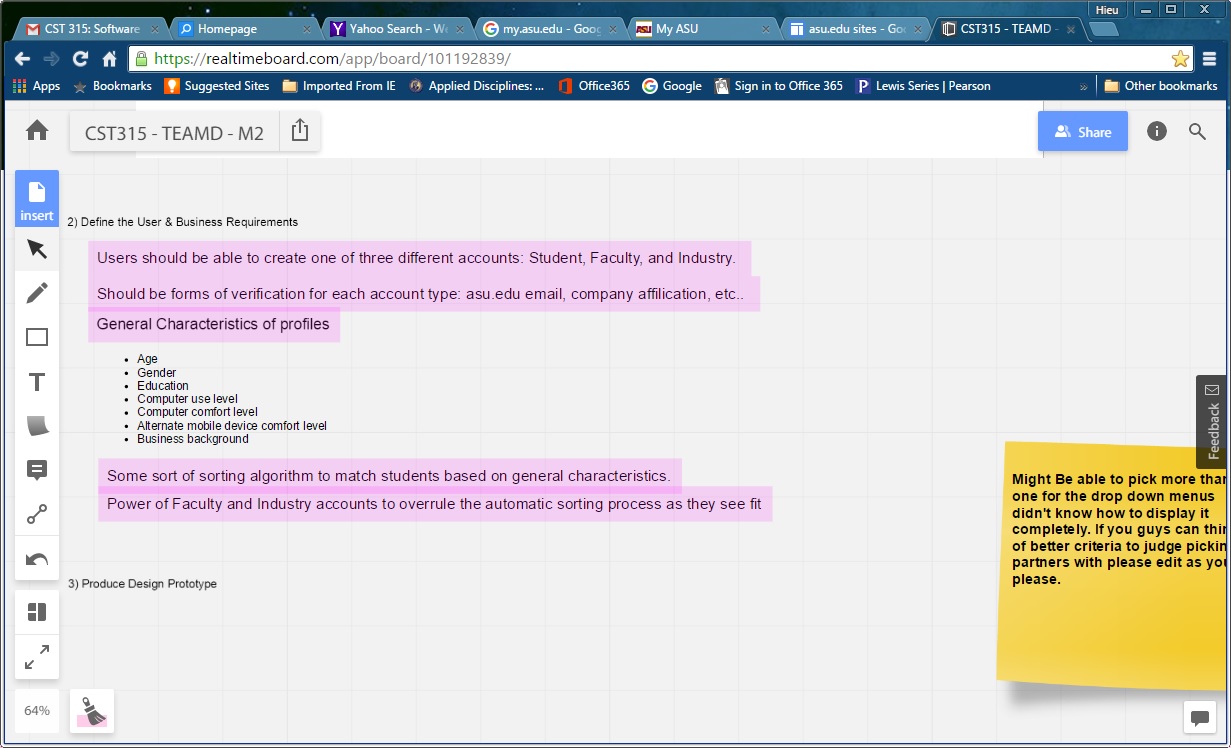 Hieu
CST 315: Software
Homepage
Yahoo Search - We
my.asu.edu - Goog
My ASU
asu.edu sites - Goo
CST315 - TEAMD -
https://realtimeboard.com/app/board/101192839/
Apps
Bookmarks
Suggested Sites
Imported From IE
Applied Disciplines: ...
Office365
Google
Sign in to Office 365
Lewis Series | Pearson
»
Other bookmarks
CST315 - TEAMD - M2
Share
insert
2) Define the User & Business Requirements
Users should be able to create one of three different accounts: Student, Faculty, and Industry.
Should be forms of verification for each account type: asu.edu email, company affilication, etc..
General Characteristics of profiles
• Age
• Gender
• Education
• Computer use level
• Computer comfort level
• Alternate mobile device comfort level
• Business background
Some sort of sorting algorithm to match students based on general characteristics.
Power of Faculty and Industry accounts to overrule the automatic sorting process as they see fit
3) Produce Design Prototype
Feedback
Might Be able to pick more than
one for the drop down menus
didn't know how to display it
completely. If you guys can thin
of better criteria to judge pickin
partners with please edit as you
please.
64%